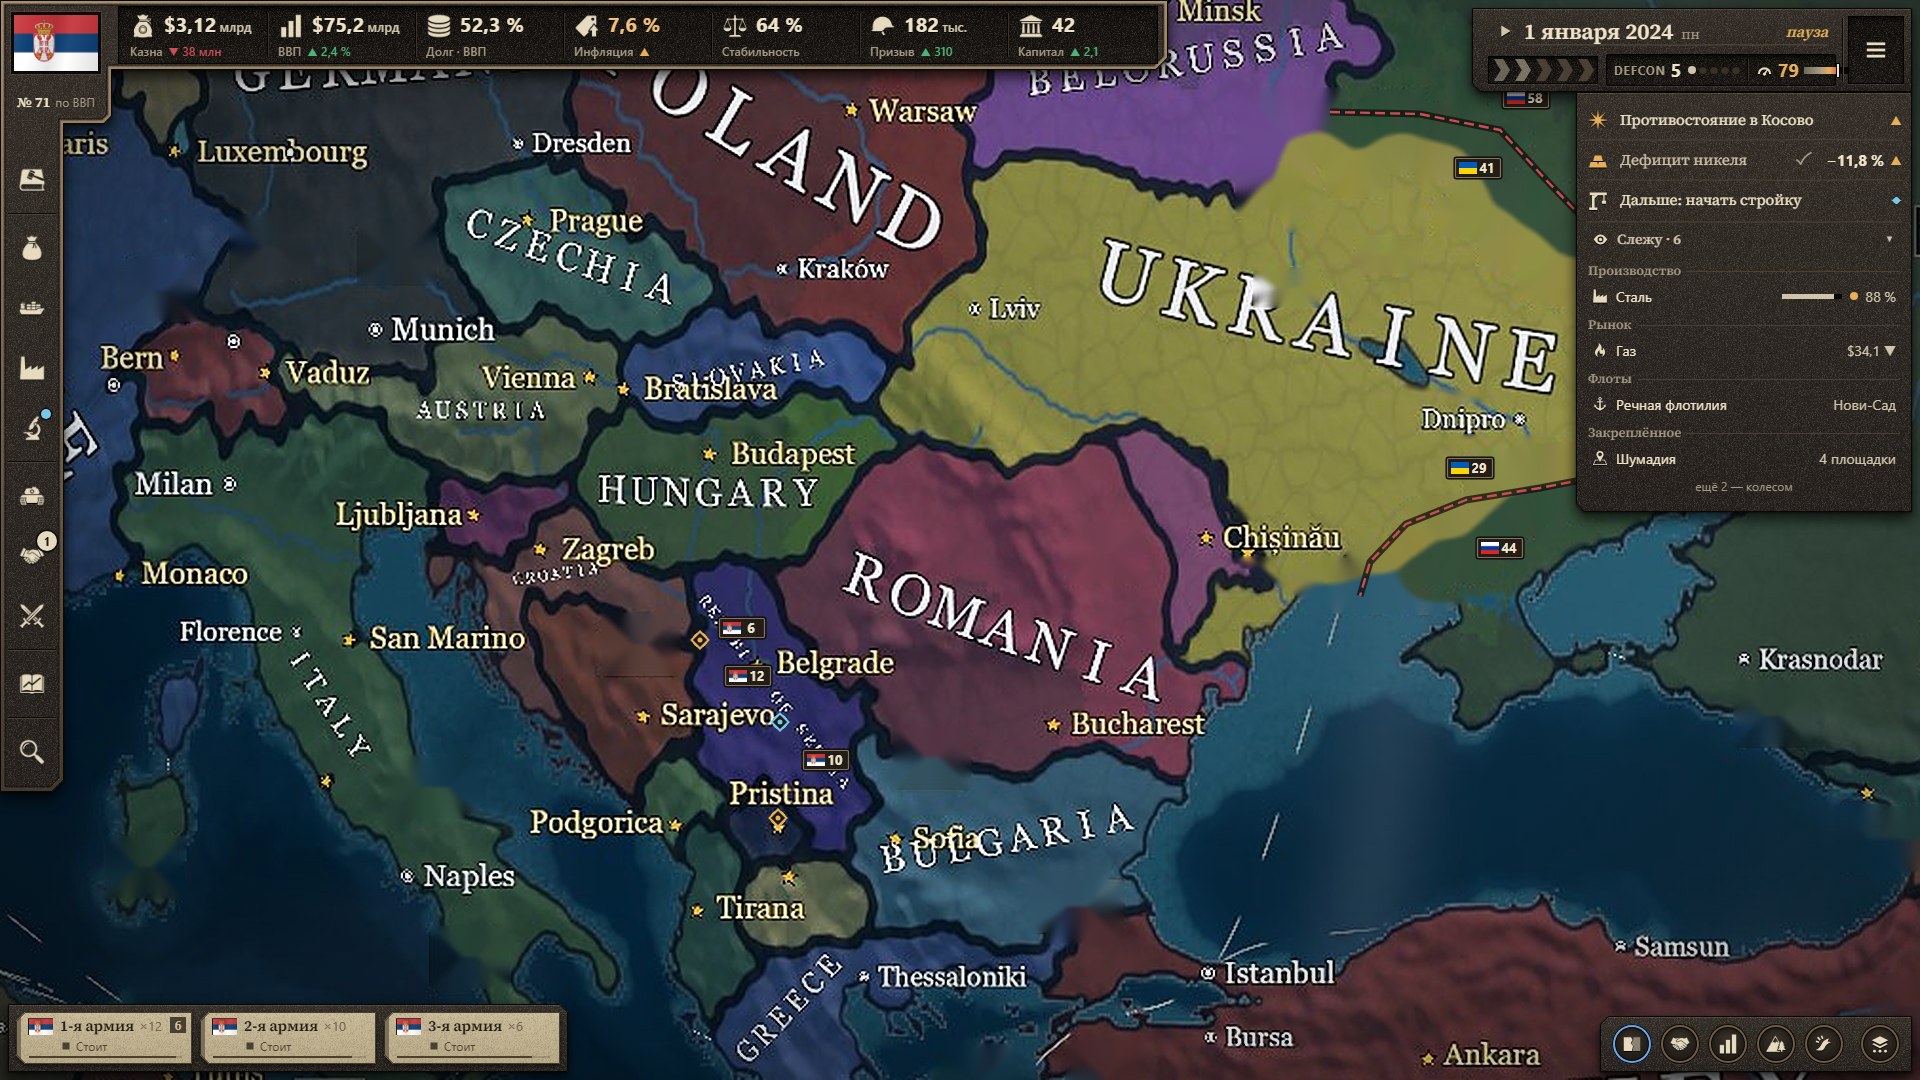 $3,12 млрд
Казна ▼ 38 млн
$75,2 млрд
ВВП ▲ 2,4 %
52,3 %
Долг · ВВП
7,6 %
Инфляция ▲
64 %
Стабильность
182 тыс.
Призыв ▲ 310
42
Капитал ▲ 2,1
1 января 2024 пн
пауза
DEFCON 5
79
№ 71 по ВВП
58
Противостояние в Косово
Дефицит никеля −11,8 %
Дальше: начать стройку
Слежу · 6
Производство
Сталь 88 %
Рынок
Газ $34,1 ▼
Флоты
Речная флотилия Нови-Сад
Закреплённое
Шумадия 4 площадки
ещё 2 — колесом
Minsk
BELORUSSIA
POLAND
Warsaw
Luxembourg
Dresden
41
Prague
CZECHIA
Kraków
UKRAINE
Lviv
Munich
Bern
Vaduz
Vienna
SLOVAKIA
Bratislava
AUSTRIA
Dnipro
Budapest
29
Milan
HUNGARY
Ljubljana
Zagreb
CROATIA
Chișinău
44
Monaco
ROMANIA
Florence
San Marino
6
Belgrade
12
Krasnodar
ITALY
Sarajevo
Bucharest
10
Pristina
Podgorica
Sofia
BULGARIA
Naples
Tirana
Thessaloniki
GREECE
Istanbul
Samsun
Bursa
Ankara
1
1-я армия ×12 6
Стоит
2-я армия ×10
Стоит
3-я армия ×6
Стоит